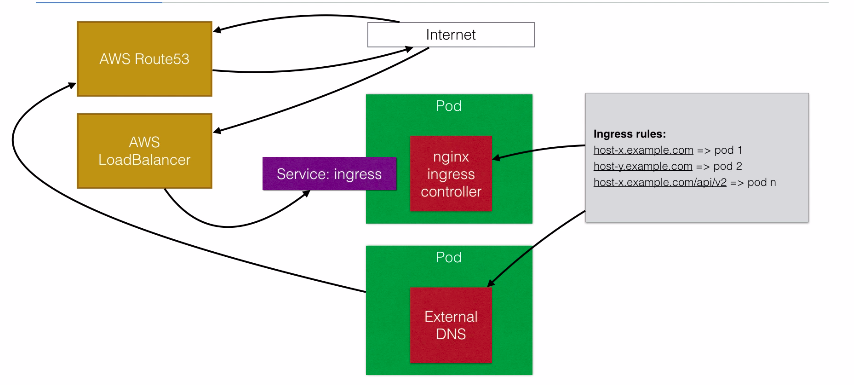 Internet
AWS Route53
AWS
LoadBalancer
Pod
Service: ingress
nginx
ingress
controller
Ingress rules:
host-x.example.com => pod 1
host-y.example.com => pod 2
host-x.example.com/api/v2 => pod n
Pod
External
DNS